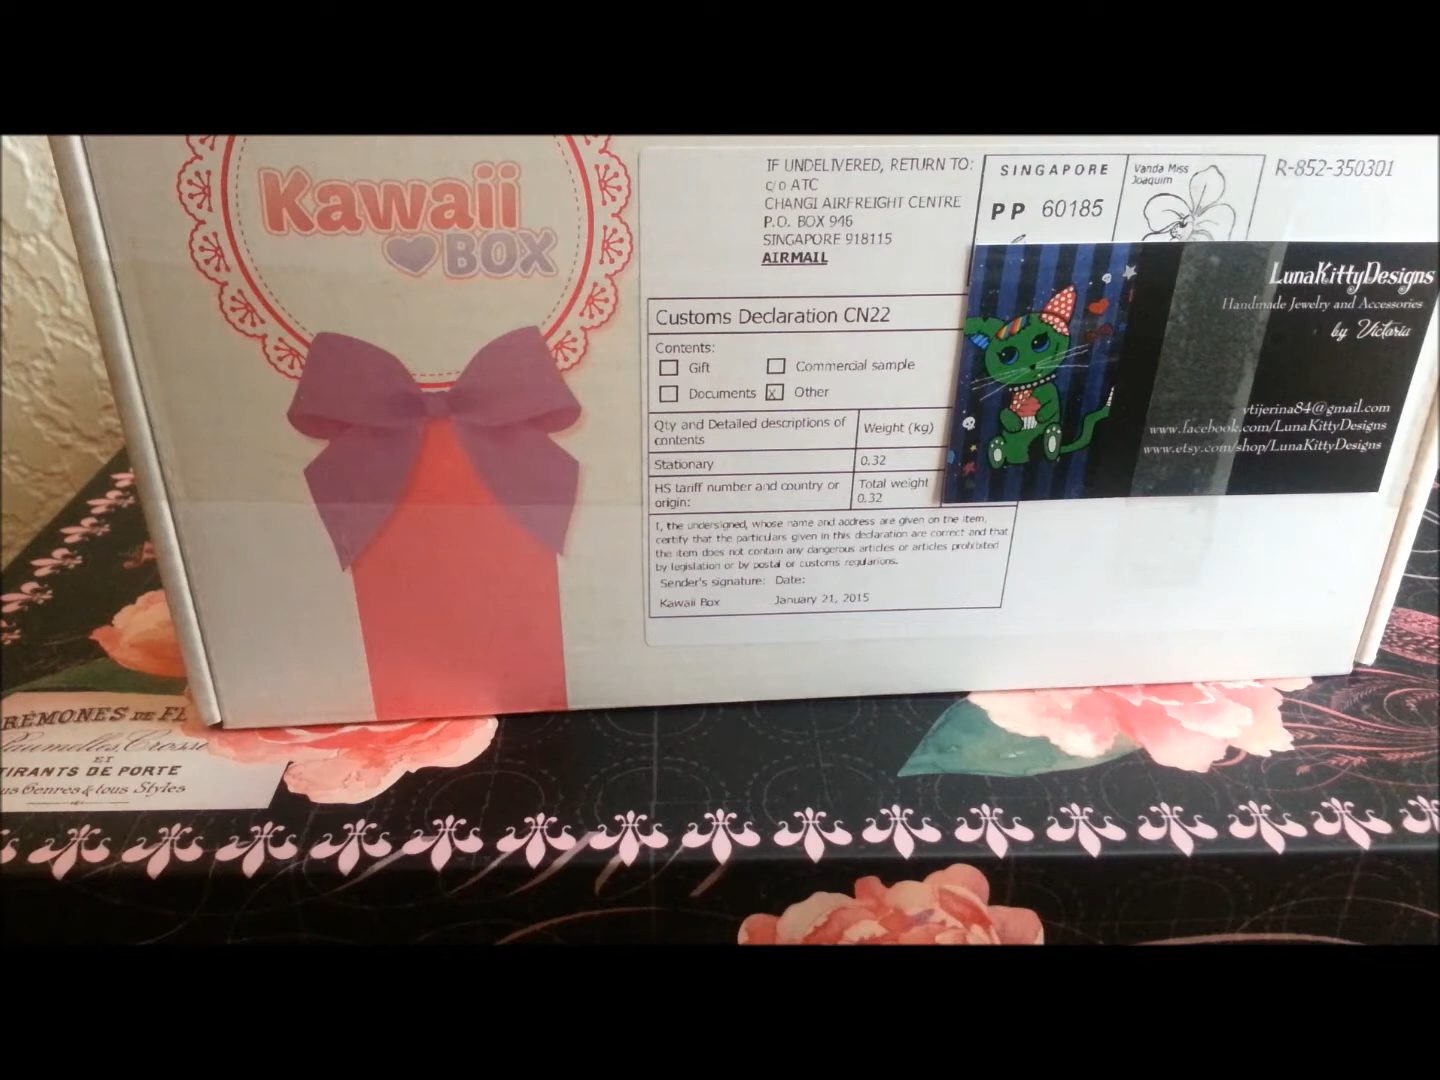 Kawaii
BOX
IF UNDELIVERED, RETURN TO:
c/o ATC
CHANGI AIRFREIGHT CENTRE
P.O. BOX 946
SINGAPORE 918115
AIRMAIL
SINGAPORE
PP 60185
Vanda Miss
Joaquim
R-852-350301
Customs Declaration CN22
Contents:
Gift
Commercial sample
Documents
X Other
Qty and Detailed descriptions of
contents
Weight (kg)
Stationary
0.32
HS tariff number and country or
origin:
Total weight
0.32
I, the undersigned, whose name and address are given on the item,
certify that the particulars given in this declaration are correct and that
the item does not contain any dangerous articles or articles prohibited
by legislation or by postal or customs regularions.
Sender's signature: Date:
Kawaii Box January 21, 2015
LunaKittyDesigns
Handmade Jewelry and Accessories
by Victoria
vtijerina84@gmail.com
www.facebook.com/LunaKittyDesigns
www.etsy.com/shop/LunaKittyDesigns
ET
TIRANTS DE PORTE
Genres & tous Styles